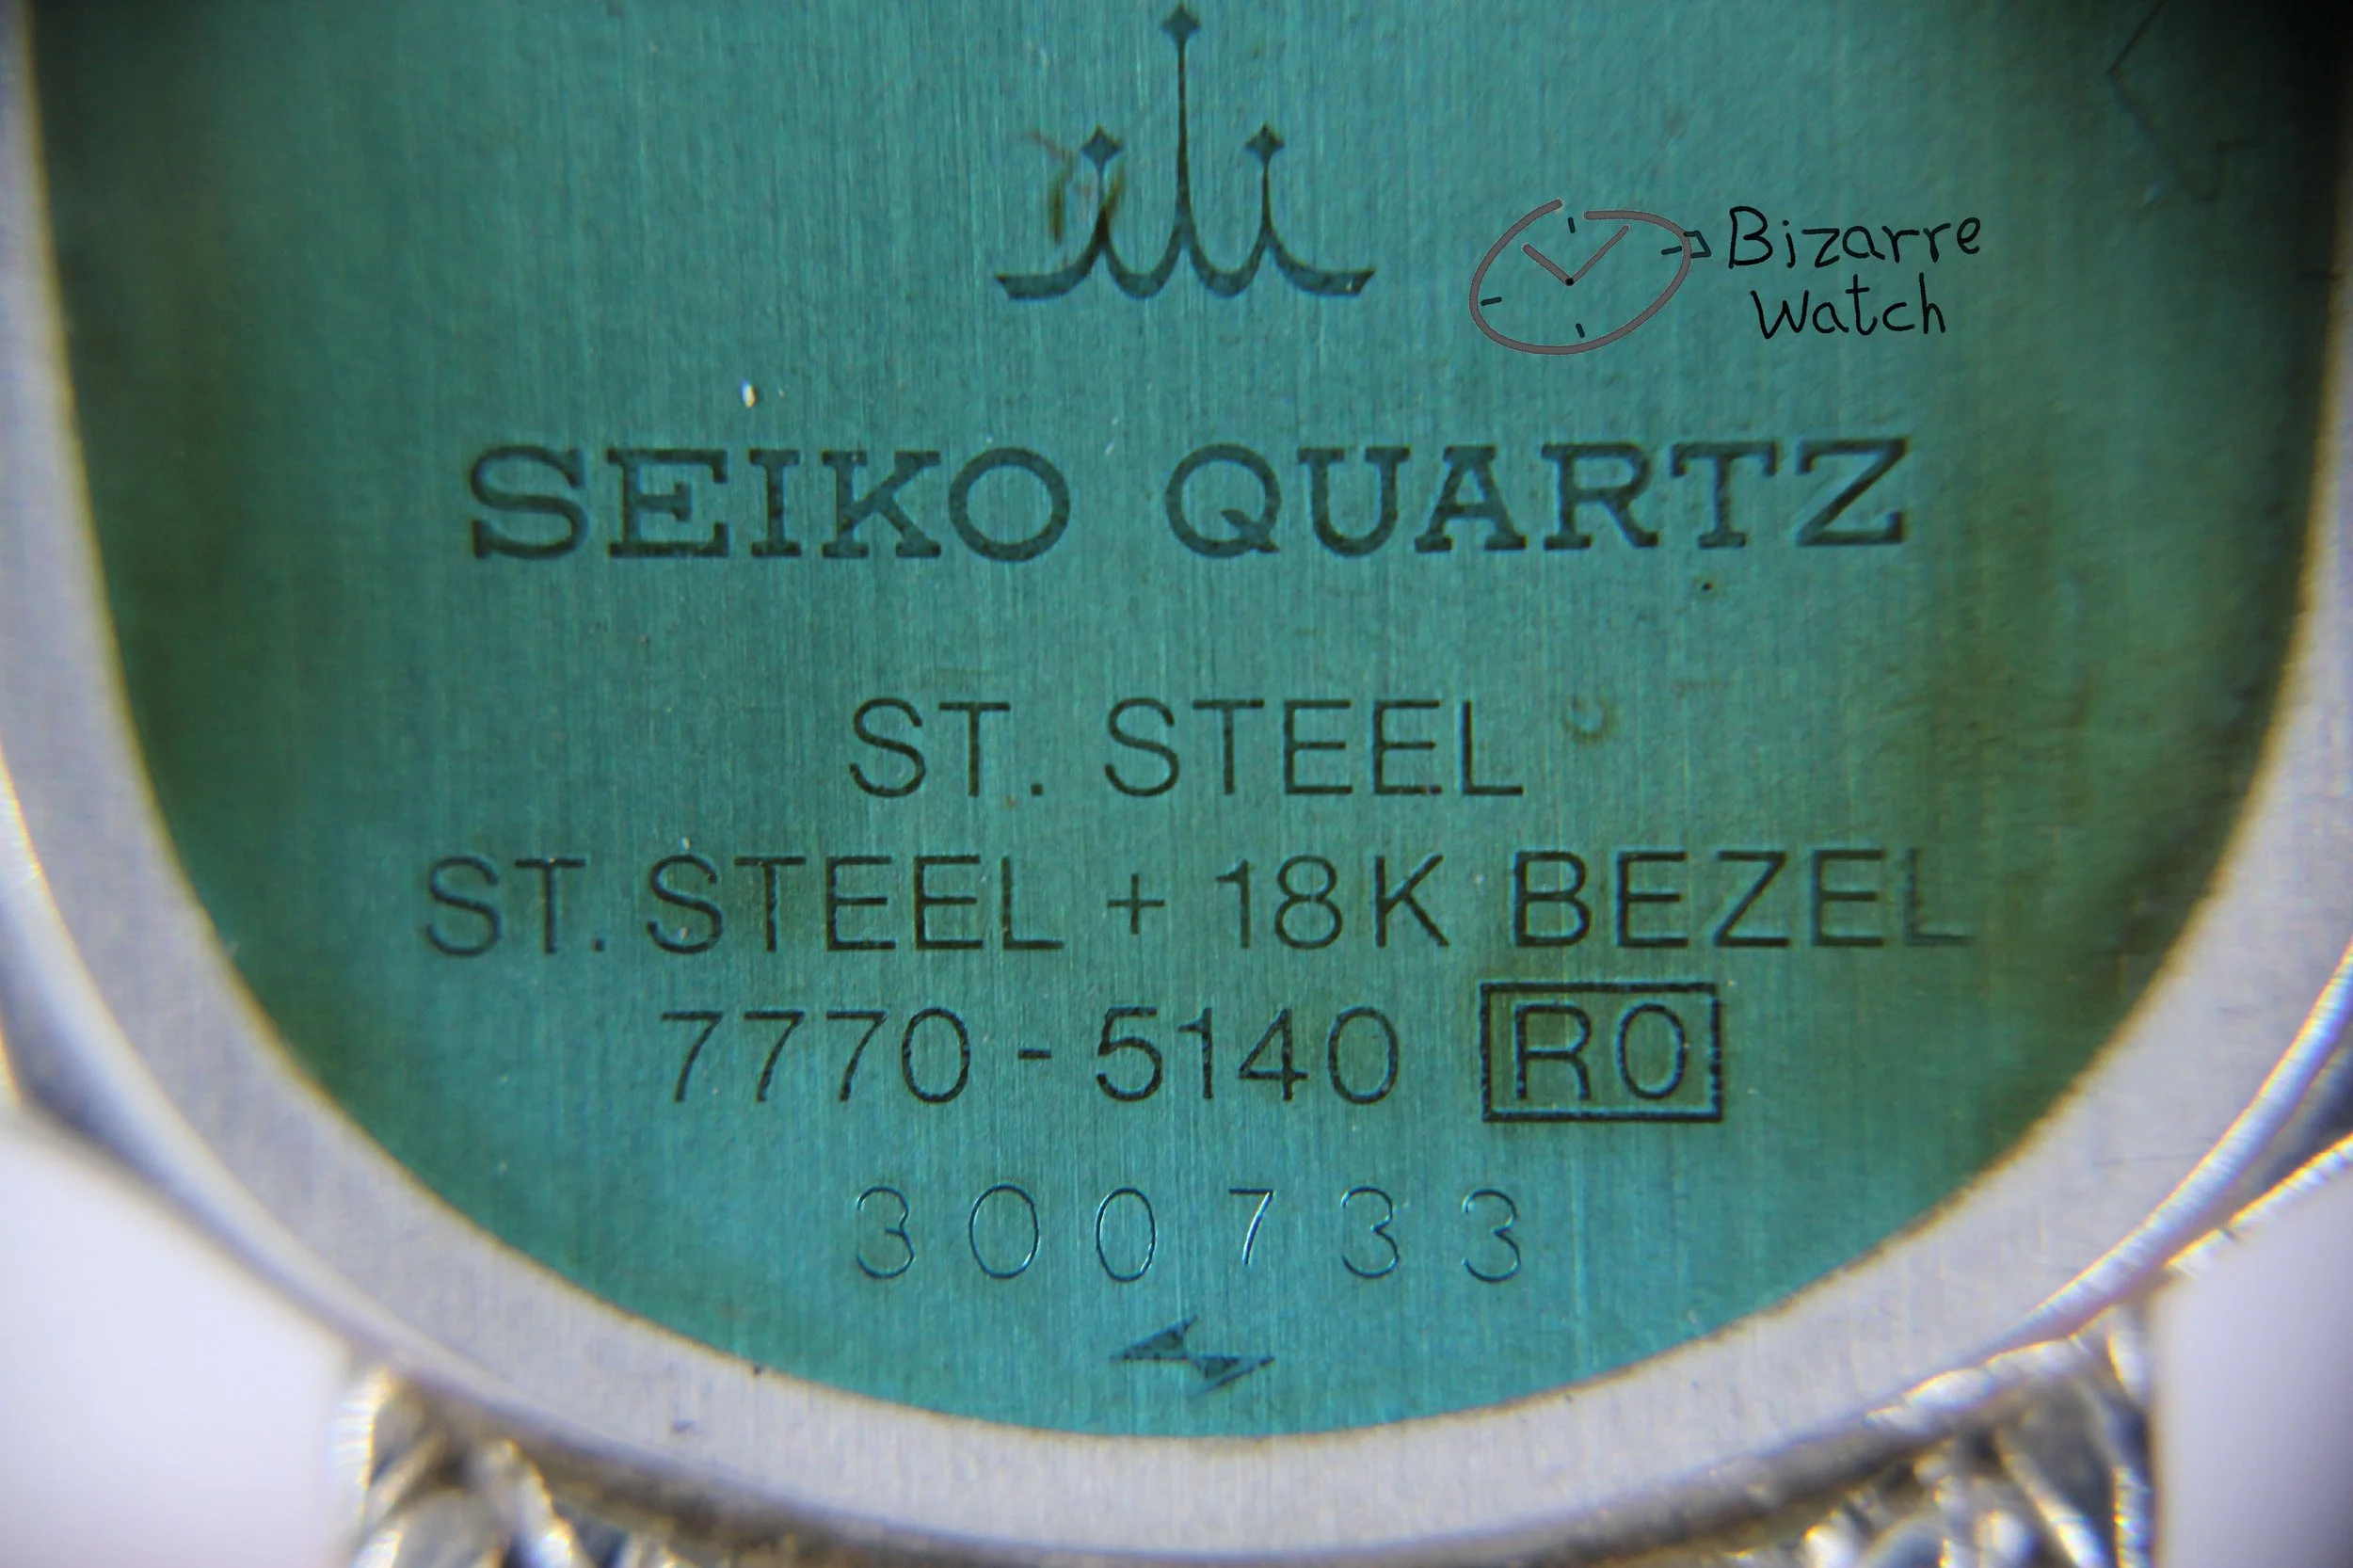 Bizarre
Watch
SEIKO QUARTZ
ST. STEEL
ST. STEEL + 18K BEZEL
7770-5140 R0
300733